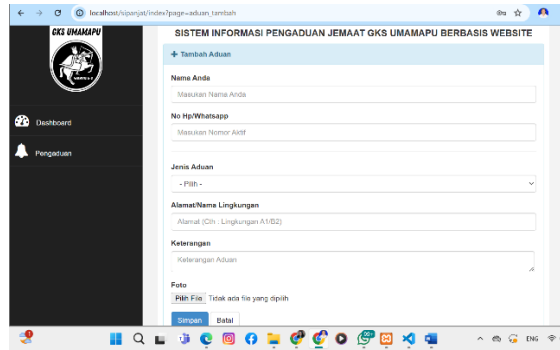 localhost/sipanjat/index?page=aduan_tambah
GKS UMAMAPU
SISTEM INFORMASI PENGADUAN JEMAAT GKS UMAMAPU BERBASIS WEBSITE
+ Tambah Aduan
Nama Anda
Masukan Nama Anda
No Hp/Whatsapp
Masukan Nomor Aktif
Dashboard
Pengaduan
Jenis Aduan
- Pilih -
Alamat/Nama Lingkungan
Alamat (Cth : Lingkungan A1/B2)
Keterangan
Keterangan Aduan
Foto
Pilih File Tidak ada file yang dipilih
Simpan Batal
99+
ENG